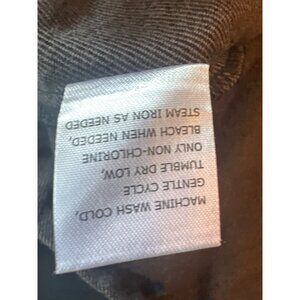 MACHINE WASH COLD,
GENTLE CYCLE
TUMBLE DRY LOW,
ONLY NON-CHLORINE
BLEACH WHEN NEEDED,
STEAM IRON AS NEEDED